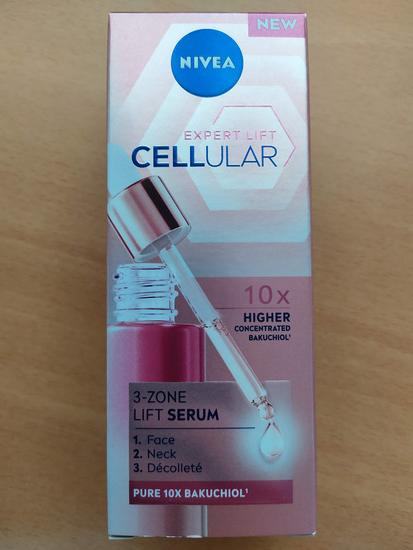 NEW
NIVEA
EXPERT LIFT
CELLULAR
10x
HIGHER
CONCENTRATED
BAKUCHIOL¹
3-ZONE
LIFT SERUM
1. Face
2. Neck
3. Décolleté
PURE 10X BAKUCHIOL¹